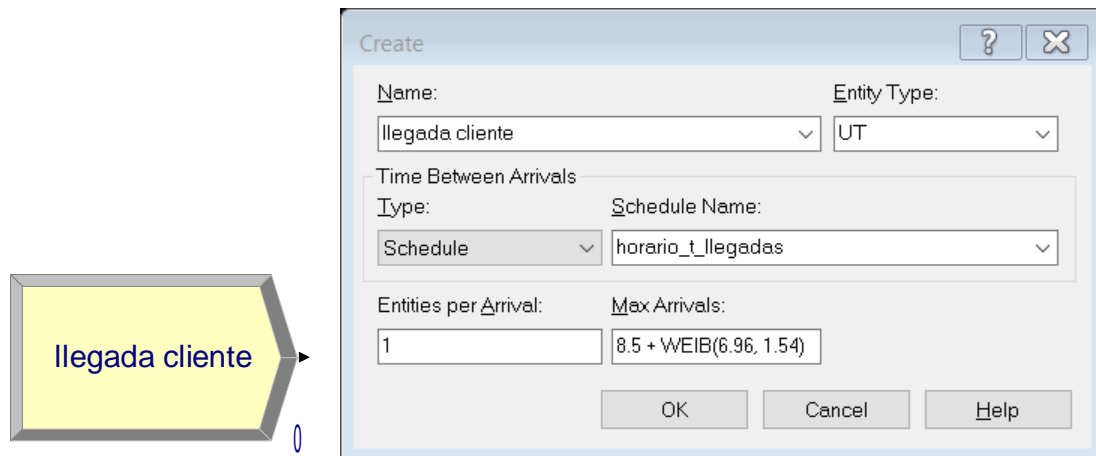 Create
Name:
Entity Type:
llegada cliente
UT
Time Between Arrivals
Type:
Schedule Name:
Schedule
horario_t_llegadas
Entities per Arrival:
Max Arrivals:
1
8.5 + WEIB(6.96, 1.54)
OK
Cancel
Help
llegada cliente
0